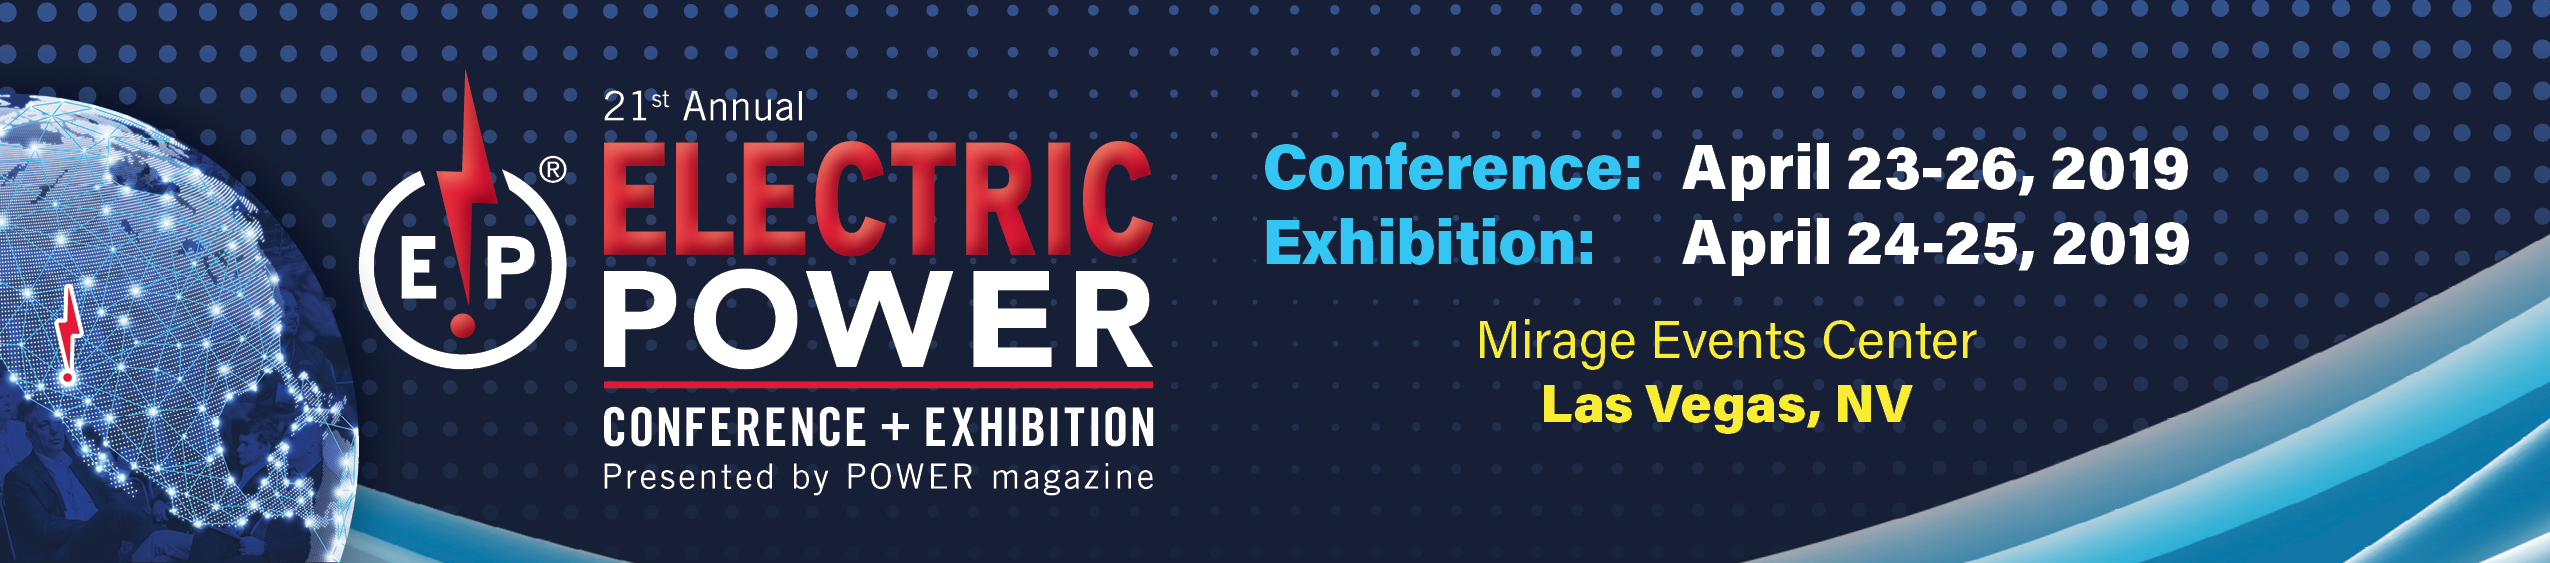 21st Annual
E P ®
ELECTRIC
POWER
CONFERENCE + EXHIBITION
Presented by POWER magazine
Conference: April 23-26, 2019
Exhibition: April 24-25, 2019
Mirage Events Center
Las Vegas, NV